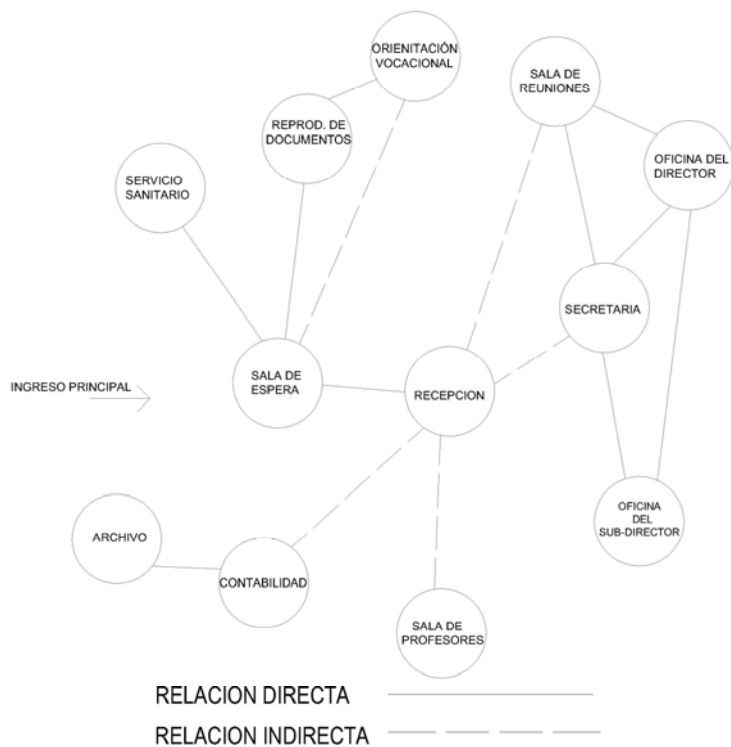 ORIENITACIÓN
VOCACIONAL
SALA DE
REUNIONES
REPROD. DE
DOCUMENTOS
OFICINA DEL
DIRECTOR
SERVICIO
SANITARIO
SECRETARIA
SALA DE
ESPERA
RECEPCION
INGRESO PRINCIPAL
OFICINA
DEL
SUB-DIRECTOR
ARCHIVO
CONTABILIDAD
SALA DE
PROFESORES
RELACION DIRECTA
RELACION INDIRECTA